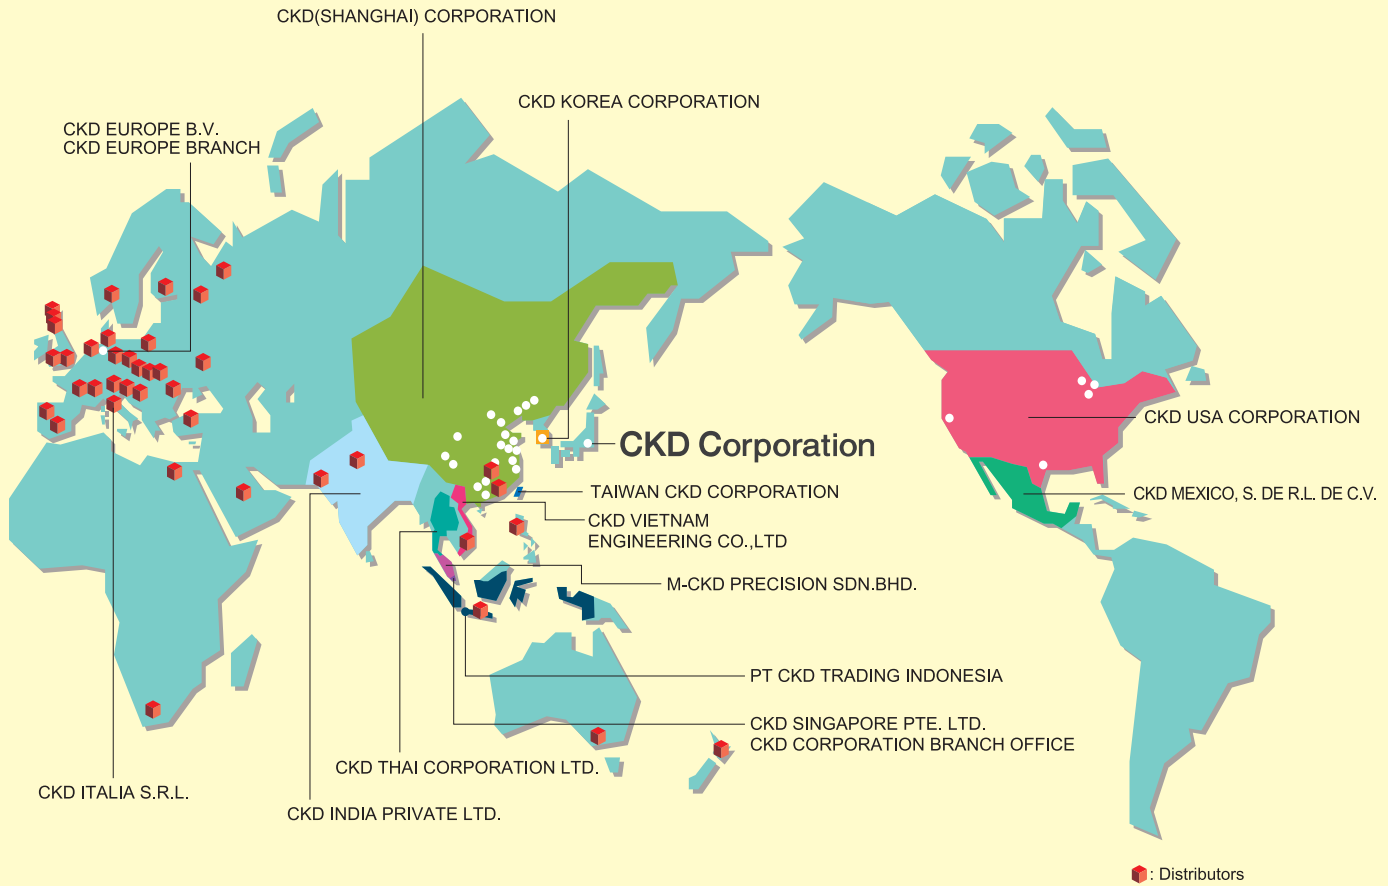 CKD(SHANGHAI) CORPORATION
CKD KOREA CORPORATION
CKD EUROPE B.V.
CKD EUROPE BRANCH
CKD USA CORPORATION
CKD Corporation
TAIWAN CKD CORPORATION
CKD MEXICO, S. DE R.L. DE C.V.
CKD VIETNAM
ENGINEERING CO.,LTD
M-CKD PRECISION SDN.BHD.
PT CKD TRADING INDONESIA
CKD SINGAPORE PTE. LTD.
CKD CORPORATION BRANCH OFFICE
CKD THAI CORPORATION LTD.
CKD ITALIA S.R.L.
CKD INDIA PRIVATE LTD.
: Distributors